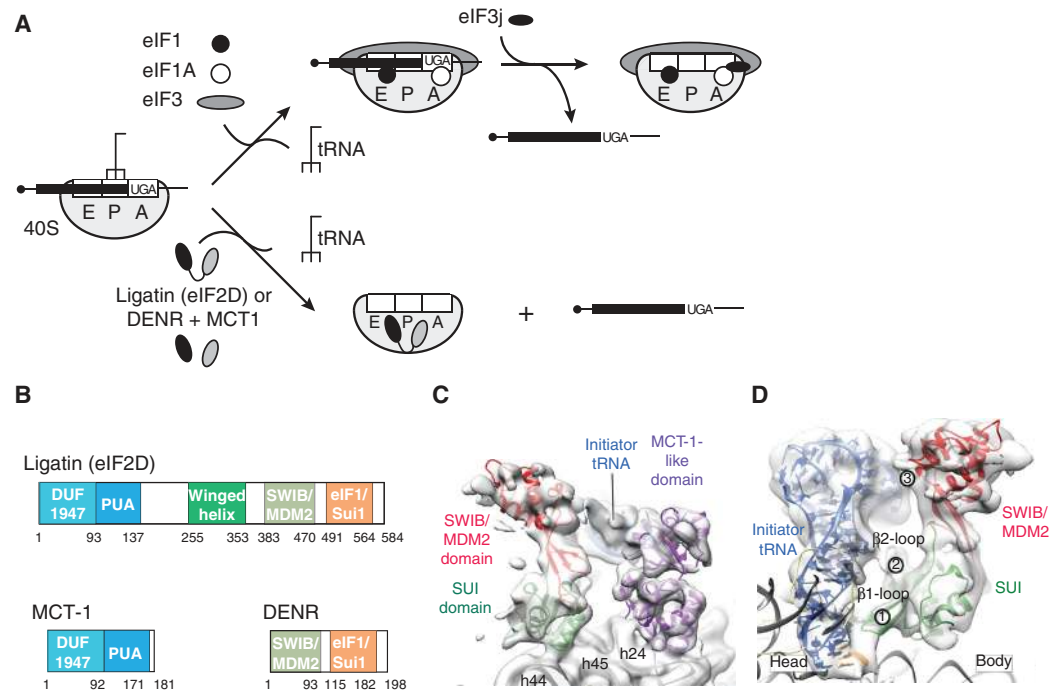 A
eIF1
eIF1A
eIF3
tRNA
UGA
E P A
40S
UGA
E P A
eIF3j
UGA
E P A
Ligatin (eIF2D) or
DENR + MCT1
tRNA
E P A
+
UGA
B
Ligatin (eIF2D)
DUF
1947
PUA
Winged
helix
SWIB/
MDM2
eIF1/
Sui1
1 93 137 255 353 383 470 491 564 584
MCT-1
DUF
1947
PUA
1 92 171 181
DENR
SWIB/
MDM2
eIF1/
Sui1
1 93 115 182 198
C
Initiator
tRNA
MCT-1-
like
domain
SWIB/
MDM2
domain
SUI
domain
h45
h24
h44
D
3
SWIB/
MDM2
Initiator
tRNA
β2-loop
2
β1-loop
1
SUI
Head
Body